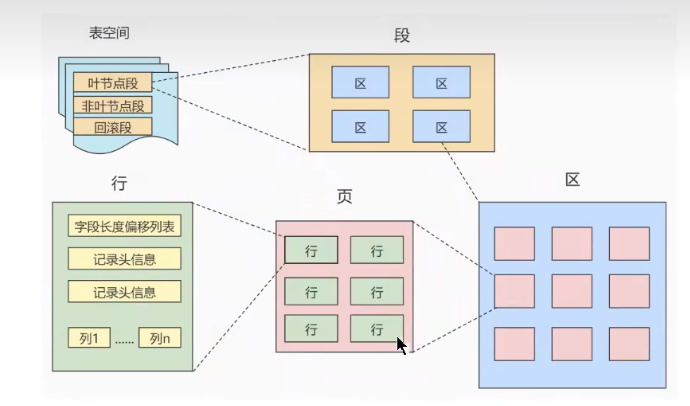 表空间
段
叶节点段
非叶节点段
回滚段
区 区
区 区
行
页
区
字段长度偏移列表
记录头信息
记录头信息
列1 ...... 列n
行 行
行 行
行 行